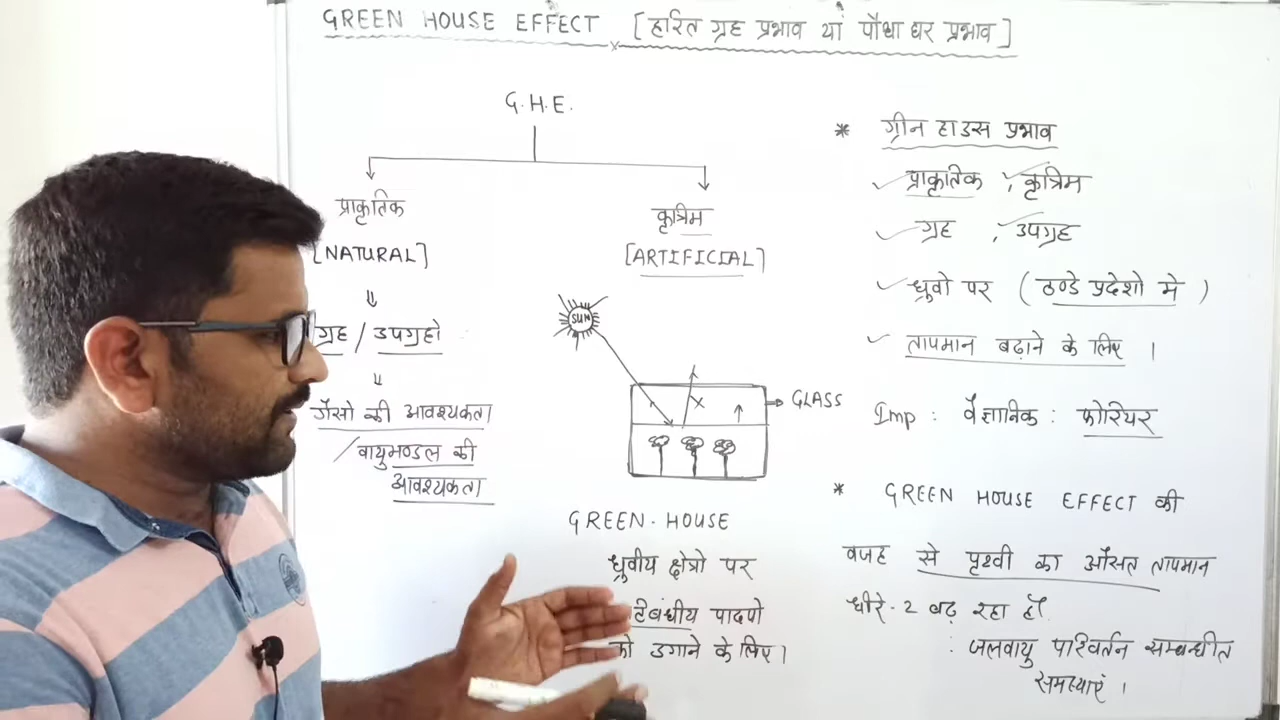 GREEN HOUSE EFFECT [हरित ग्रह प्रभाव यां पौधा घर प्रभाव]
G.H.E.
प्राकृतिक
[NATURAL]
ग्रह / उपग्रहो
गैसो की आवश्यकता
/ वायुमण्डल की
आवश्यकता
कृत्रिम
[ARTIFICIAL]
SUN
GLASS
GREEN-HOUSE
ध्रुवीय क्षेत्रो पर
पादपो
को उगाने के लिए।
* ग्रीन हाउस प्रभाव
प्राकृतिक , कृत्रिम
ग्रह , उपग्रह
ध्रुवो पर ( ठण्डे प्रदेशो मे )
तापमान बढ़ाने के लिए ।
Imp : वैज्ञानिक : फोरियर
* GREEN HOUSE EFFECT की
वजह से पृथ्वी का औसत तापमान
धीरे-2 बढ़ रहा हैं.
: जलवायु परिवर्तन सम्बन्धीत
समस्याएं ।